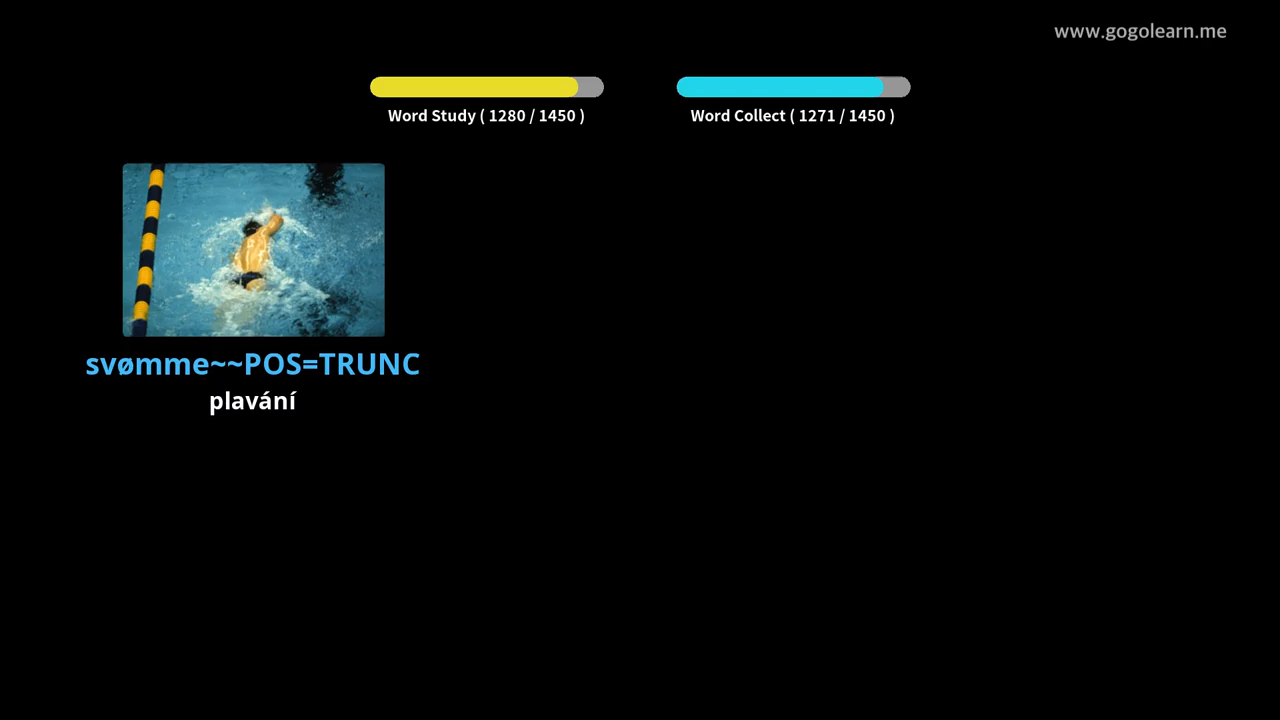 www.gogolearn.me
Word Study ( 1280 / 1450 )
Word Collect ( 1271 / 1450 )
svømme~~POS=TRUNC
plavání